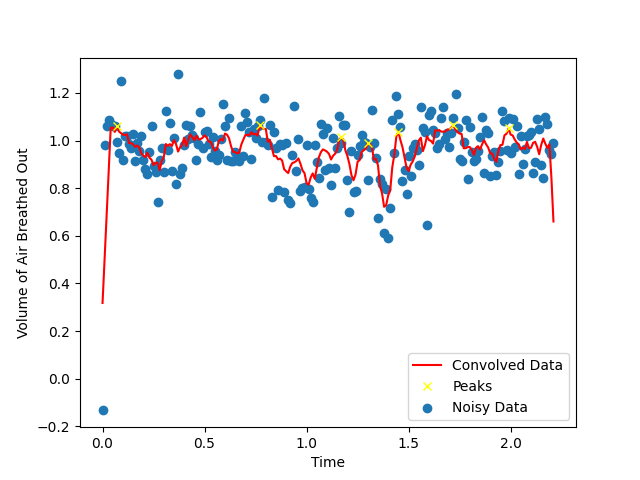 1.2
1.0
0.8
0.6
0.4
0.2
0.0
−0.2
Volume of Air Breathed Out
Convolved Data
Peaks
Noisy Data
0.0 0.5 1.0 1.5 2.0
Time